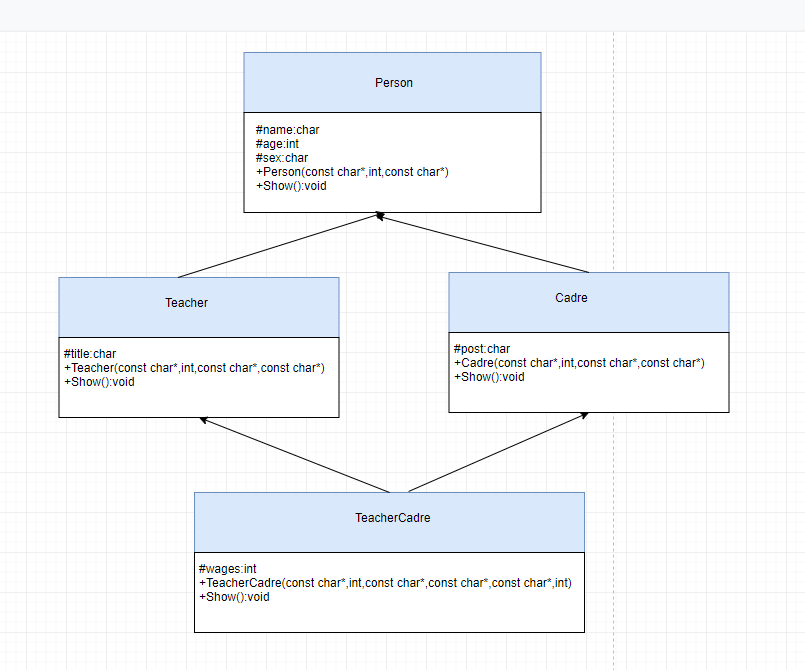 Person
#name:char
#age:int
#sex:char
+Person(const char*,int,const char*)
+Show():void
Teacher
#title:char
+Teacher(const char*,int,const char*,const char*)
+Show():void
Cadre
#post:char
+Cadre(const char*,int,const char*,const char*)
+Show():void
TeacherCadre
#wages:int
+TeacherCadre(const char*,int,const char*,const char*,const char*,int)
+Show():void